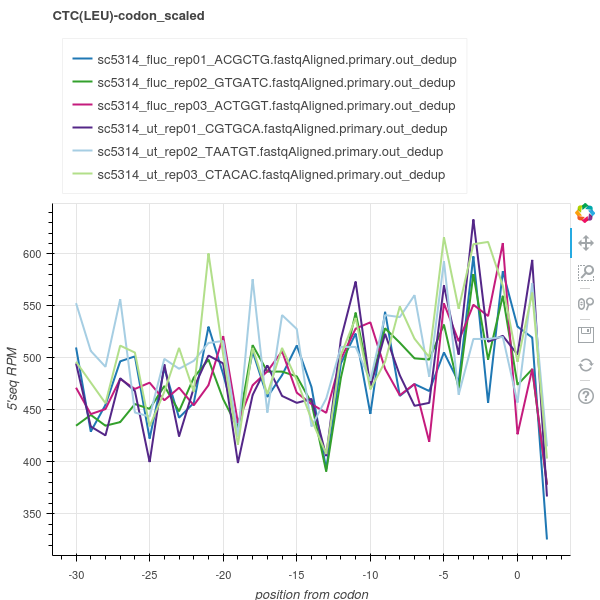 CTC(LEU)-codon_scaled
sc5314_fluc_rep01_ACGCTG.fastqAligned.primary.out_dedup
sc5314_fluc_rep02_GTGATC.fastqAligned.primary.out_dedup
sc5314_fluc_rep03_ACTGGT.fastqAligned.primary.out_dedup
sc5314_ut_rep01_CGTGCA.fastqAligned.primary.out_dedup
sc5314_ut_rep02_TAATGT.fastqAligned.primary.out_dedup
sc5314_ut_rep03_CTACAC.fastqAligned.primary.out_dedup
5'seq RPM
600
550
500
450
400
350
-30 -25 -20 -15 -10 -5 0
position from codon